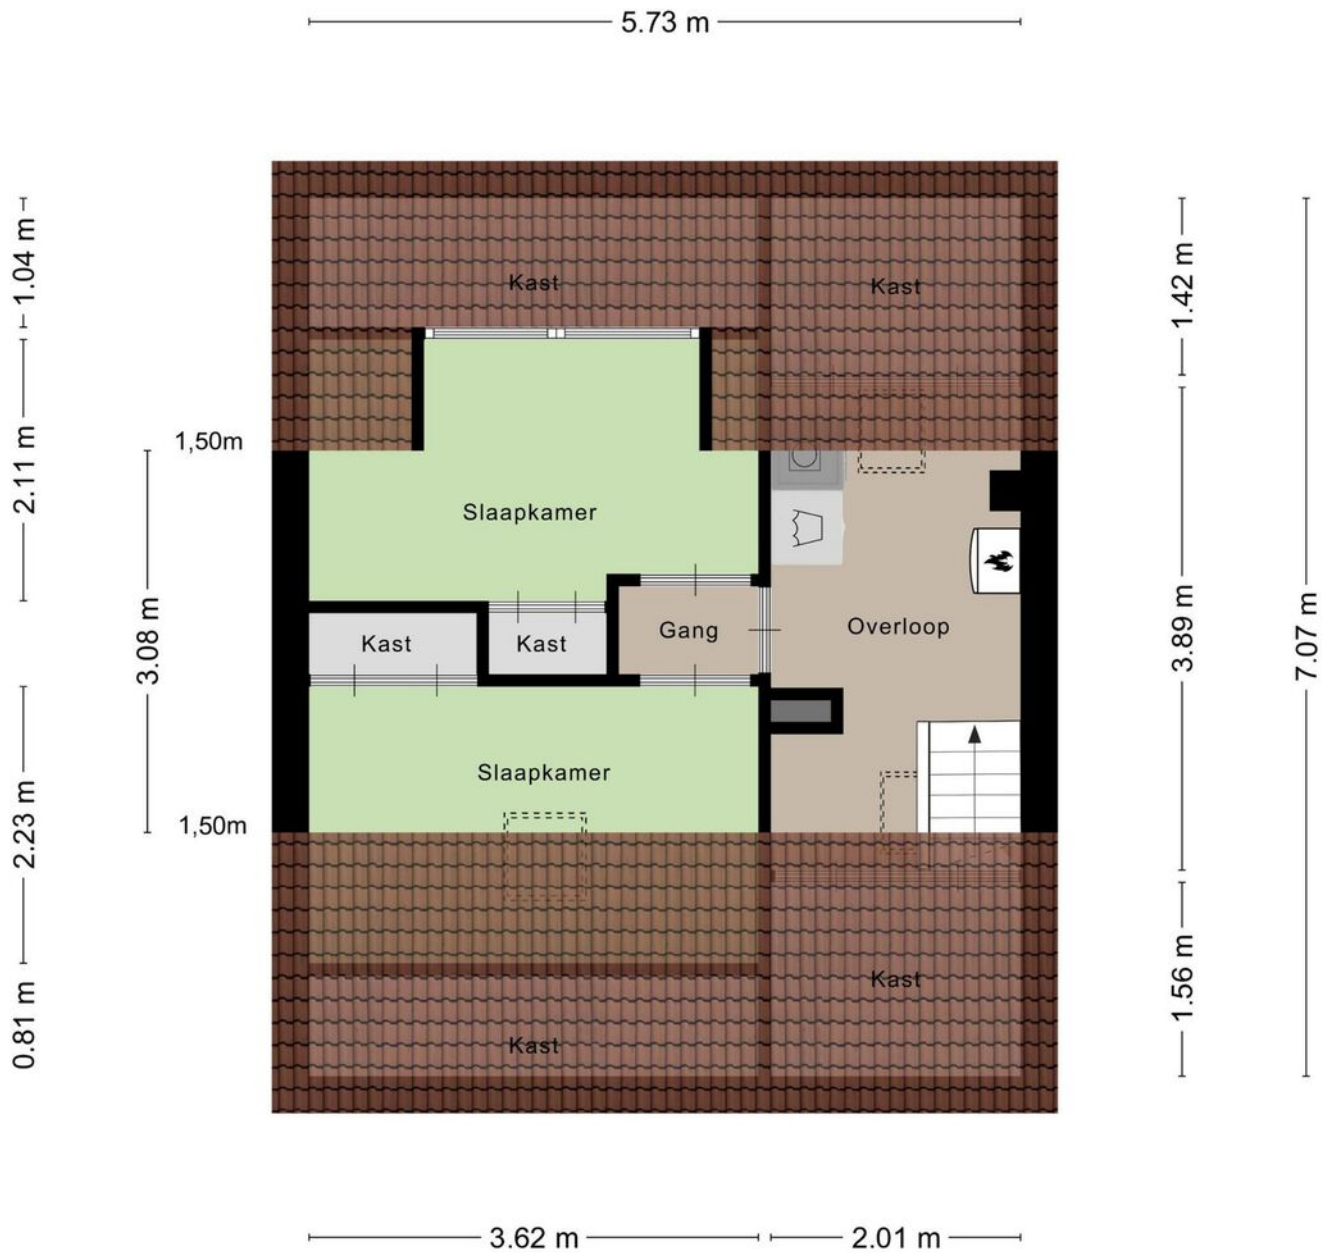 5.73 m
1.04 m
2.11 m
2.23 m
0.81 m
1,50m
3.08 m
1,50m
Kast
Kast
Slaapkamer
Kast
Kast
Gang
Overloop
Slaapkamer
Kast
Kast
1.42 m
3.89 m
1.56 m
7.07 m
3.62 m
2.01 m